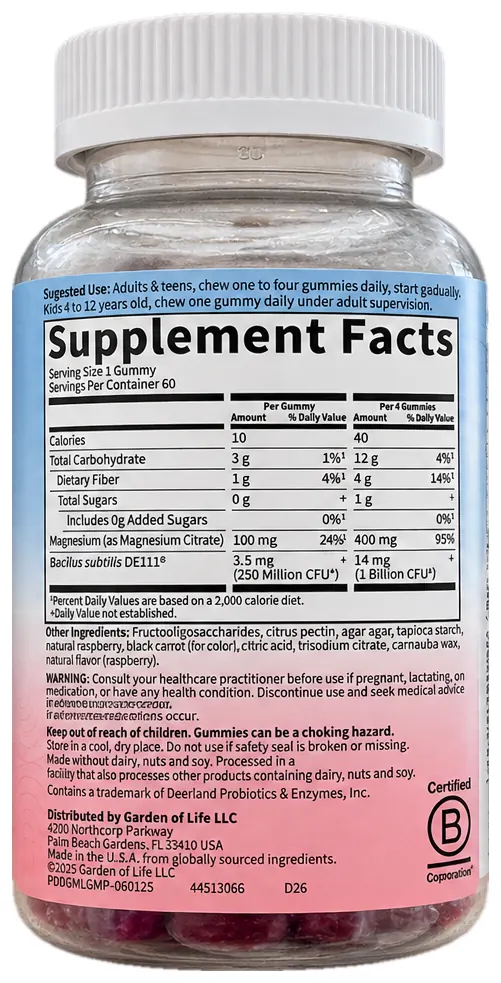 Sugested Use: Adults & teens, chew one to four gummies daily, start gadually.
Kids 4 to 12 years old, chew one gummy daily under adult supervision.
Supplement Facts
Serving Size 1 Gummy
Servings Per Container 60
Per Gummy Per 4 Gummies
Amount % Daily Value Amount % Daily Value
Calories 10 40
Total Carbohydrate 3 g 1%¹ 12 g 4%¹
Dietary Fiber 1 g 4%¹ 4 g 14%¹
Total Sugars 0 g + 1 g +
Includes 0g Added Sugars 0%¹ 0%¹
Magnesium (as Magnesium Citrate) 100 mg 24%¹ 400 mg 95%
Bacilus subtills DE111® 3.5 mg + 14 mg +
(250 Million CFU*) (1 Billion CFU*)
¹Percent Daily Values are based on a 2,000 calorie diet.
+Daily Value not established.
Other Ingredients: Fructooligosaccharides, citrus pectin, agar agar, tapioca starch,
natural raspberry, black carrot (for color), citric acid, trisodium citrate, carnauba wax,
natural flavor (raspberry).
WARNING: Consult your healthcare practitioner before use if pregnant, lactating, on
medication, or have any health condition. Discontinue use and seek medical advice
occur.
Keep out of reach of children. Gummies can be a choking hazard.
Store in a cool, dry place. Do not use if safety seal is broken or missing.
Made without dairy, nuts and soy. Processed in a
facility that also processes other products containing dairy, nuts and soy.
Contains a trademark of Deerland Probiotics & Enzymes, Inc.
Distributed by Garden of Life LLC
4200 Northcorp Parkway
Palm Beach Gardens, FL 33410 USA
Made in the U.S.A. from globally sourced ingredients.
©2025 Garden of Life LLC
PDDGMLGMP-060125 44513066 D26
Certified
B
Copporation